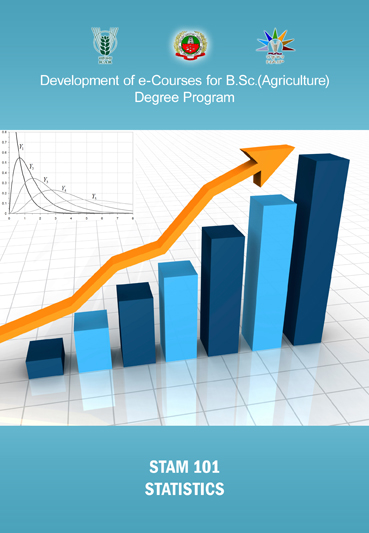 Development of e-Courses for B.Sc.(Agriculture)
Degree Program
STAM 101
STATISTICS